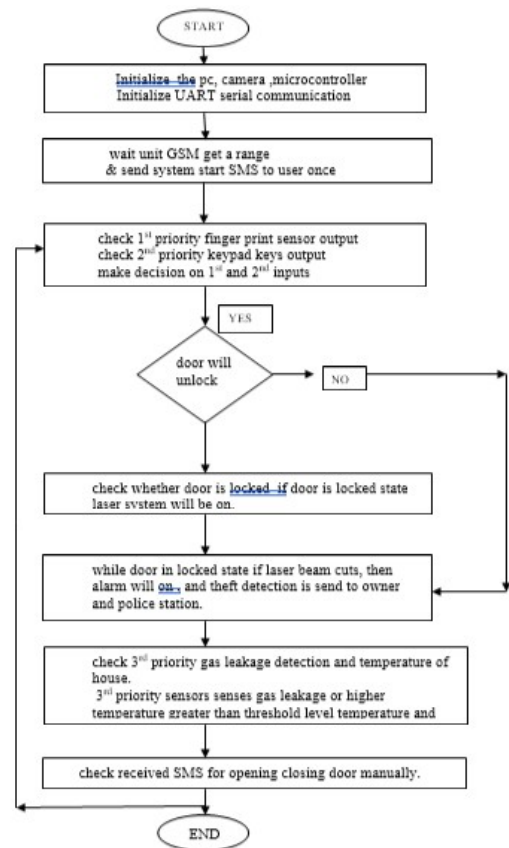 START
Initialize the pc, camera ,microcontroller
Initialize UART serial communication
wait unit GSM get a range
& send system start SMS to user once
check 1st priority finger print sensor output
check 2nd priority keypad keys output
make decision on 1st and 2nd inputs
YES
door will
unlock
NO
check whether door is locked if door is locked state
laser system will be on.
while door in locked state if laser beam cuts, then
alarm will on , and theft detection is send to owner
and police station.
check 3rd priority gas leakage detection and temperature of
house.
3rd priority sensors senses gas leakage or higher
temperature greater than threshold level temperature and
check received SMS for opening closing door manually.
END